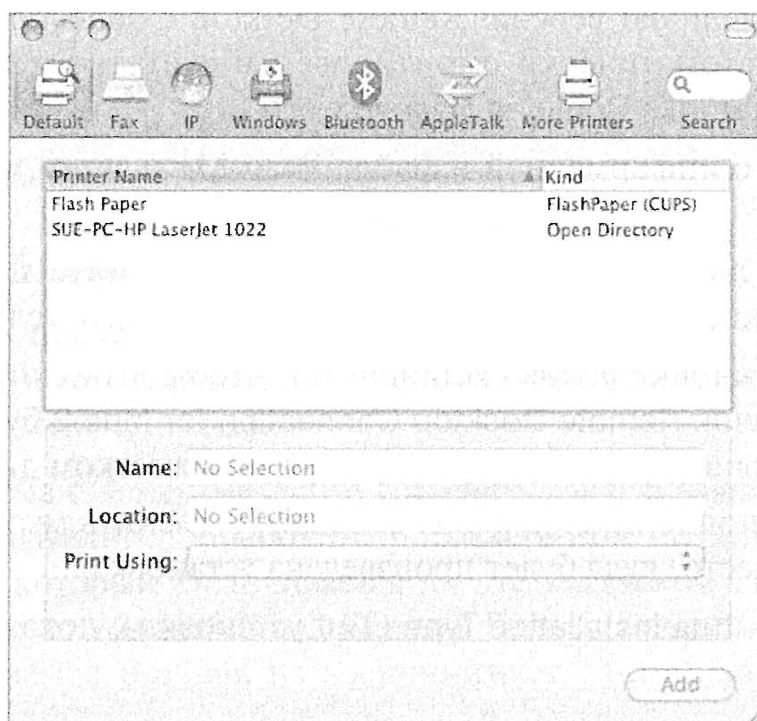 Default Fax IP Windows Bluetooth AppleTalk More Printers Search
Printer Name Kind
Flash Paper FlashPaper (CUPS)
SUE-PC-HP LaserJet 1022 Open Directory
Name: No Selection
Location: No Selection
Print Using:
Add